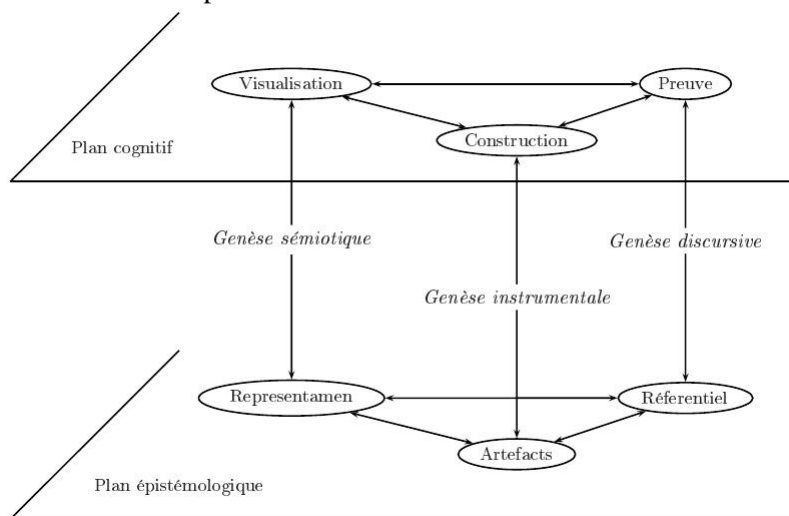 Visualisation
Preuve
Construction
Plan cognitif
Genèse sémiotique
Genèse discursive
Genèse instrumentale
Representamen
Réferentiel
Artefacts
Plan épistémologique